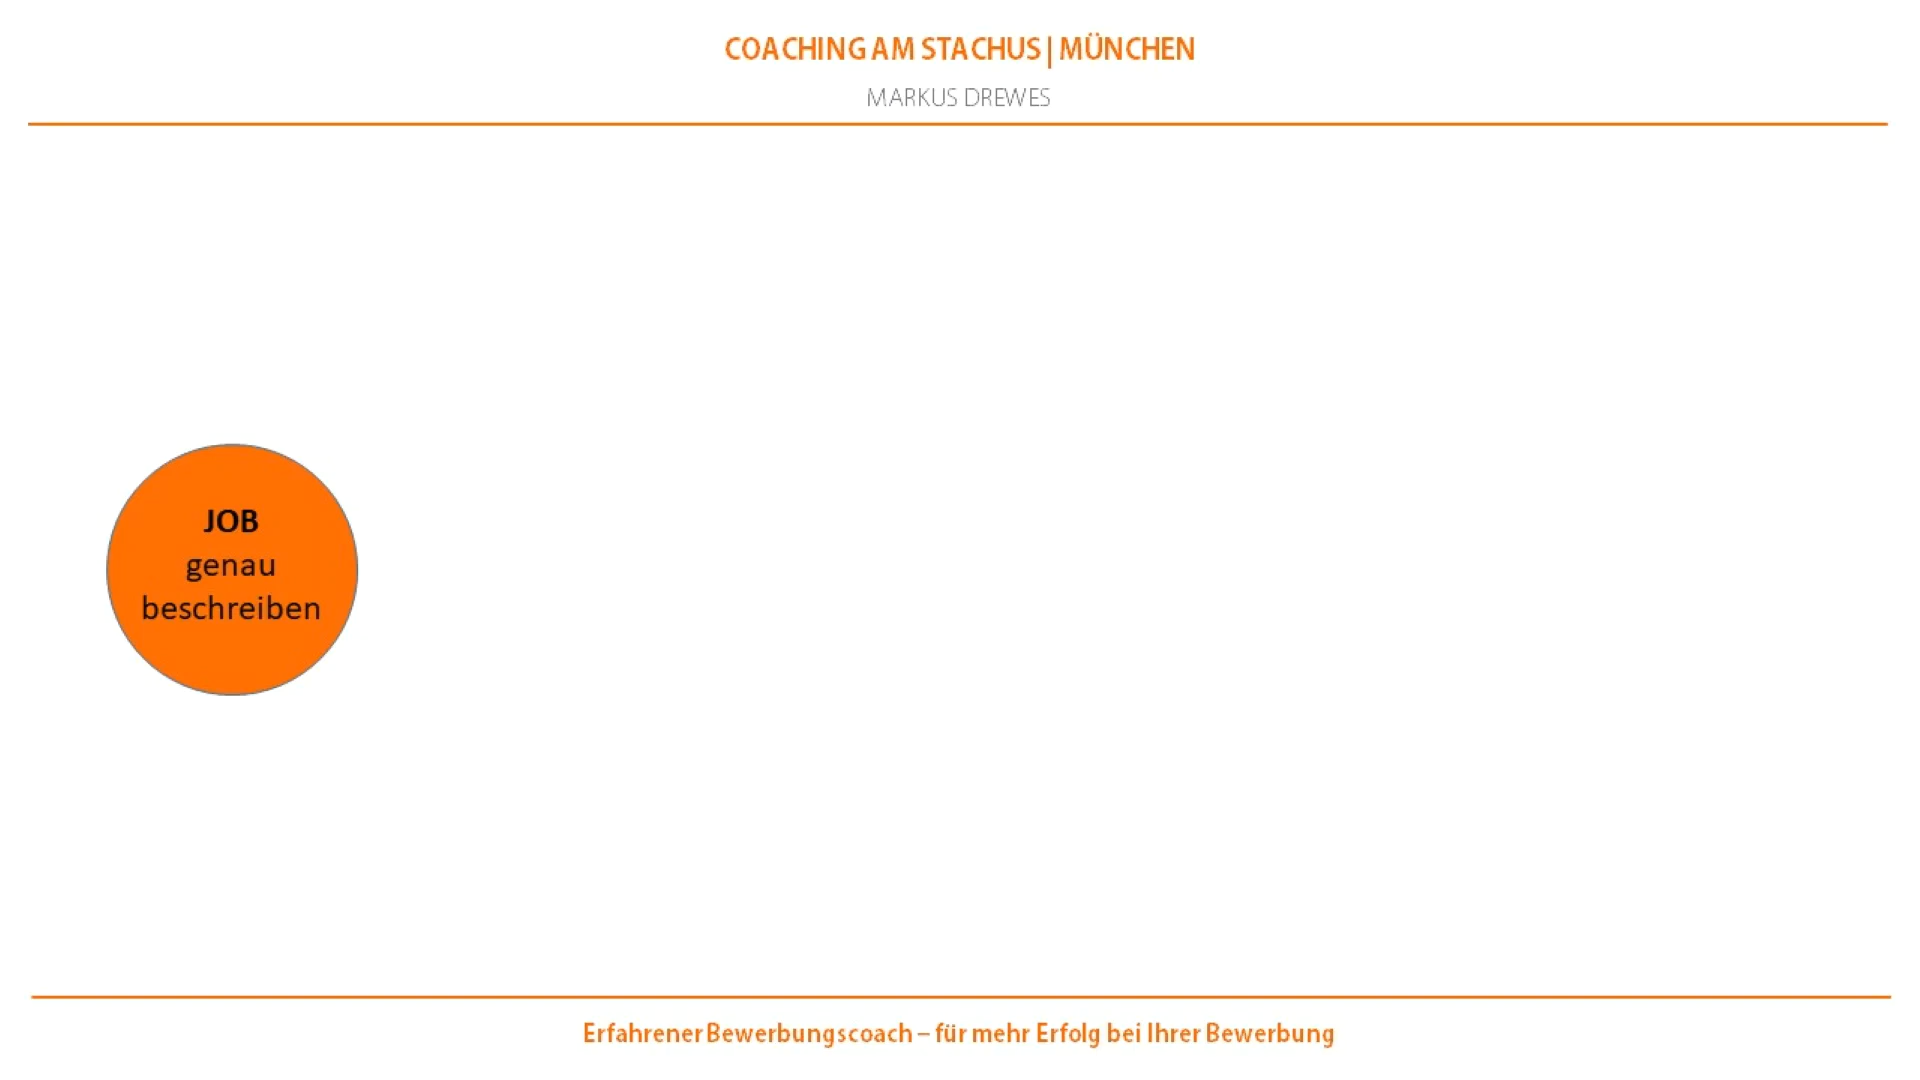 COACHING AM STACHUS | MÜNCHEN
MARKUS DREWES
JOB
genau
beschreiben
Erfahrener Bewerbungscoach – für mehr Erfolg bei Ihrer Bewerbung